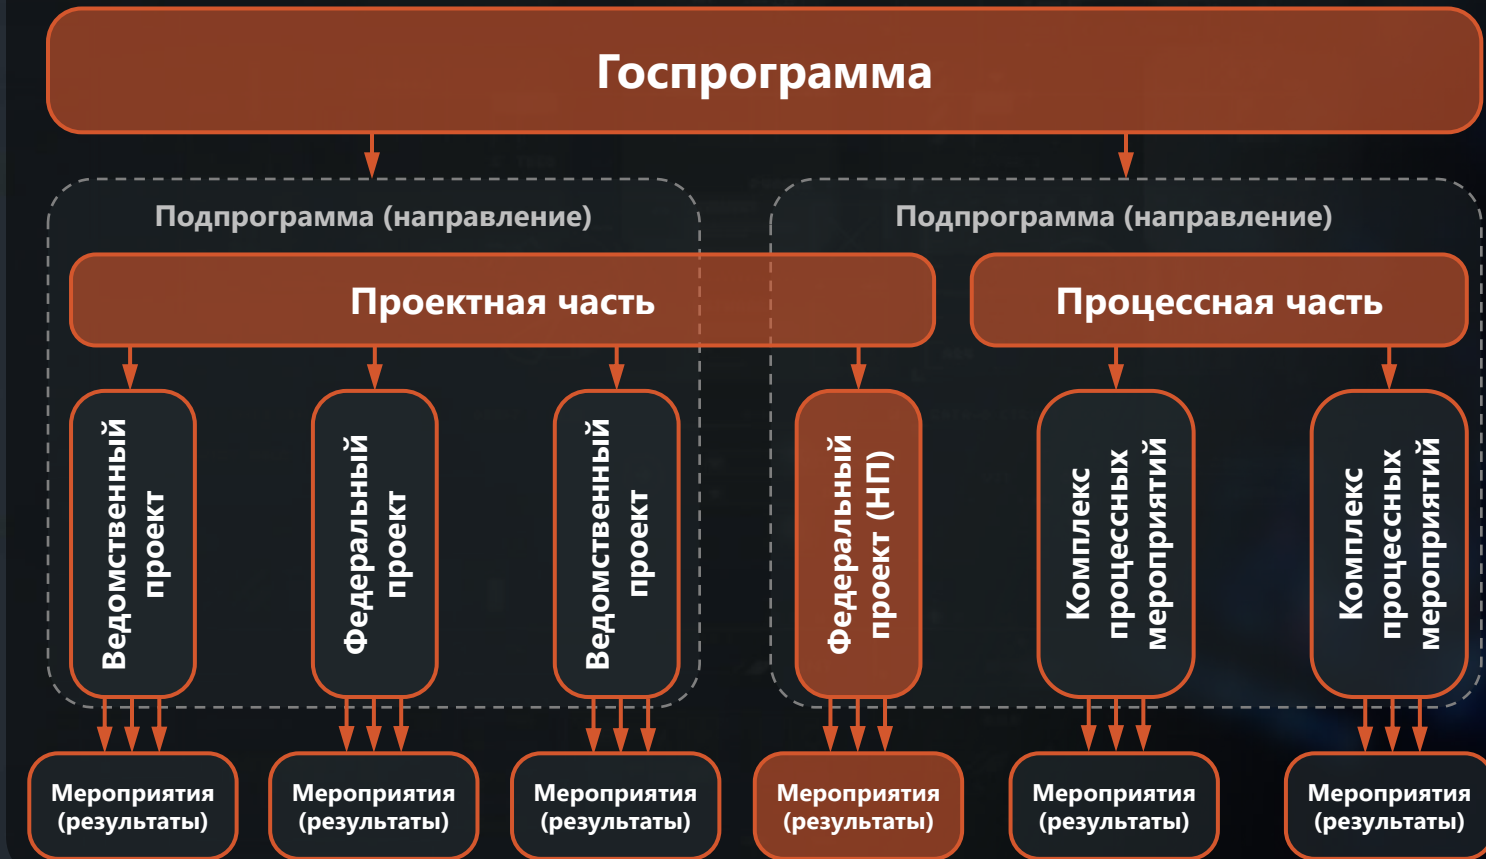 Госпрограмма
Подпрограмма (направление)
Подпрограмма (направление)
Проектная часть
Процессная часть
Ведомственный
проект
Федеральный
проект
Ведомственный
проект
Федеральный
проект (НП)
Комплекс
процессных
мероприятий
Комплекс
процессных
мероприятий
Мероприятия
(результаты)
Мероприятия
(результаты)
Мероприятия
(результаты)
Мероприятия
(результаты)
Мероприятия
(результаты)
Мероприятия
(результаты)